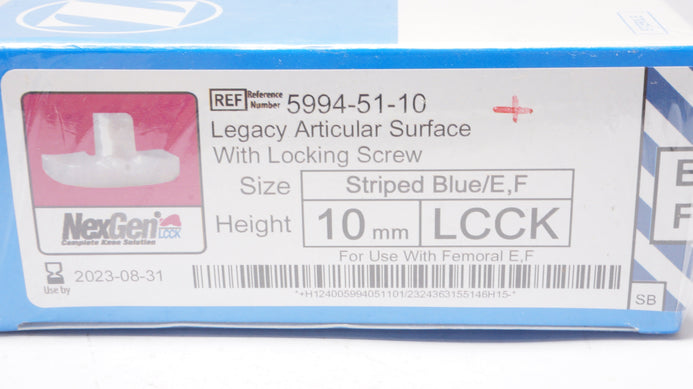 REF Reference Number 5994-51-10
Legacy Articular Surface
With Locking Screw
Size Striped Blue/E,F
Height 10 mm LCCK
For Use With Femoral E,F
NexGen LCCK
Complete Knee Solution
Use by 2023-08-31
*+H124005994051101/2324363155146H15-*
SB
E
F